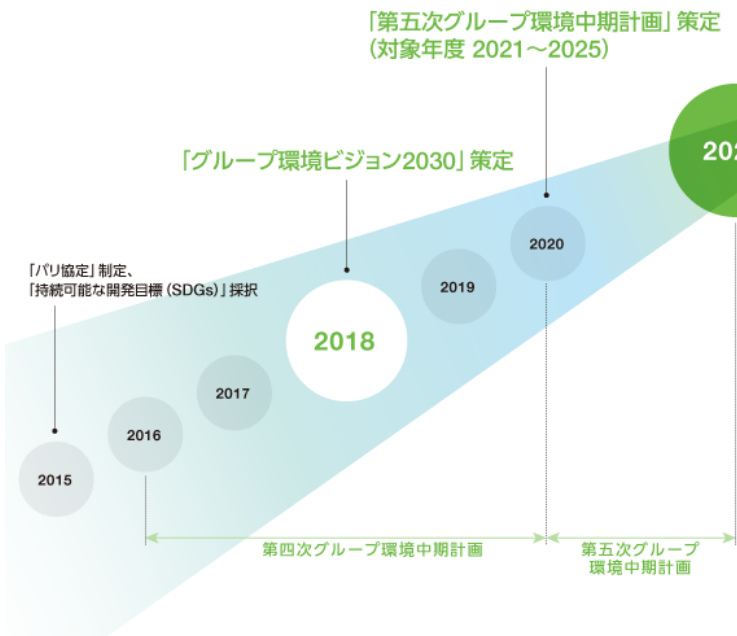 「第五次グループ環境中期計画」策定
(対象年度 2021～2025)
「グループ環境ビジョン2030」策定
「パリ協定」制定、
「持続可能な開発目標(SDGs)」採択
2015
2016
2017
2018
2019
2020
第四次グループ環境中期計画
第五次グループ
環境中期計画